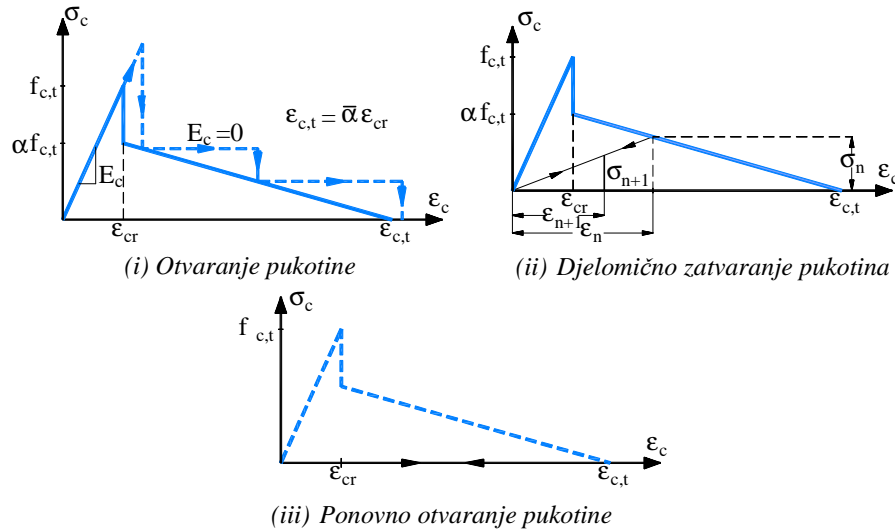 σc
fc,t
αfc,t
Ec
Ec=0
εc,t = ᾱ εcr
εc
εcr
εc,t
(i) Otvaranje pukotine
σc
fc,t
αfc,t
σn+1
σn
εc
εcr
εc,t
εn+1
εn
(ii) Djelomično zatvaranje pukotina
σc
f c,t
εc
εcr
εc,t
(iii) Ponovno otvaranje pukotine